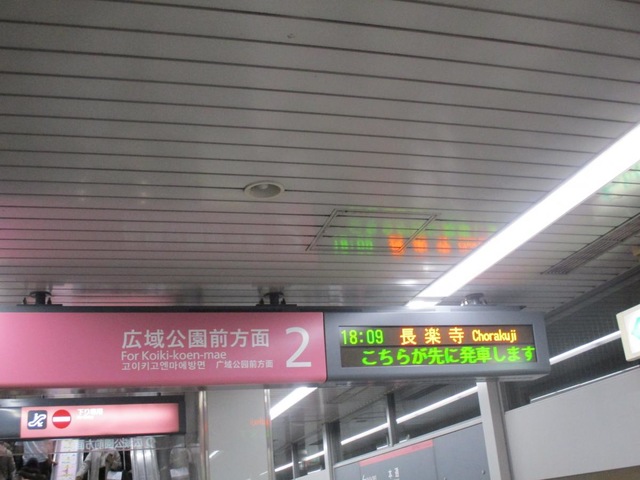 広域公園前方面 2
For Koiki-koen-mae
고이키고엔마에방면 广域公园前方面
18:09 長楽寺 Chorakuji
こちらが先に発車します